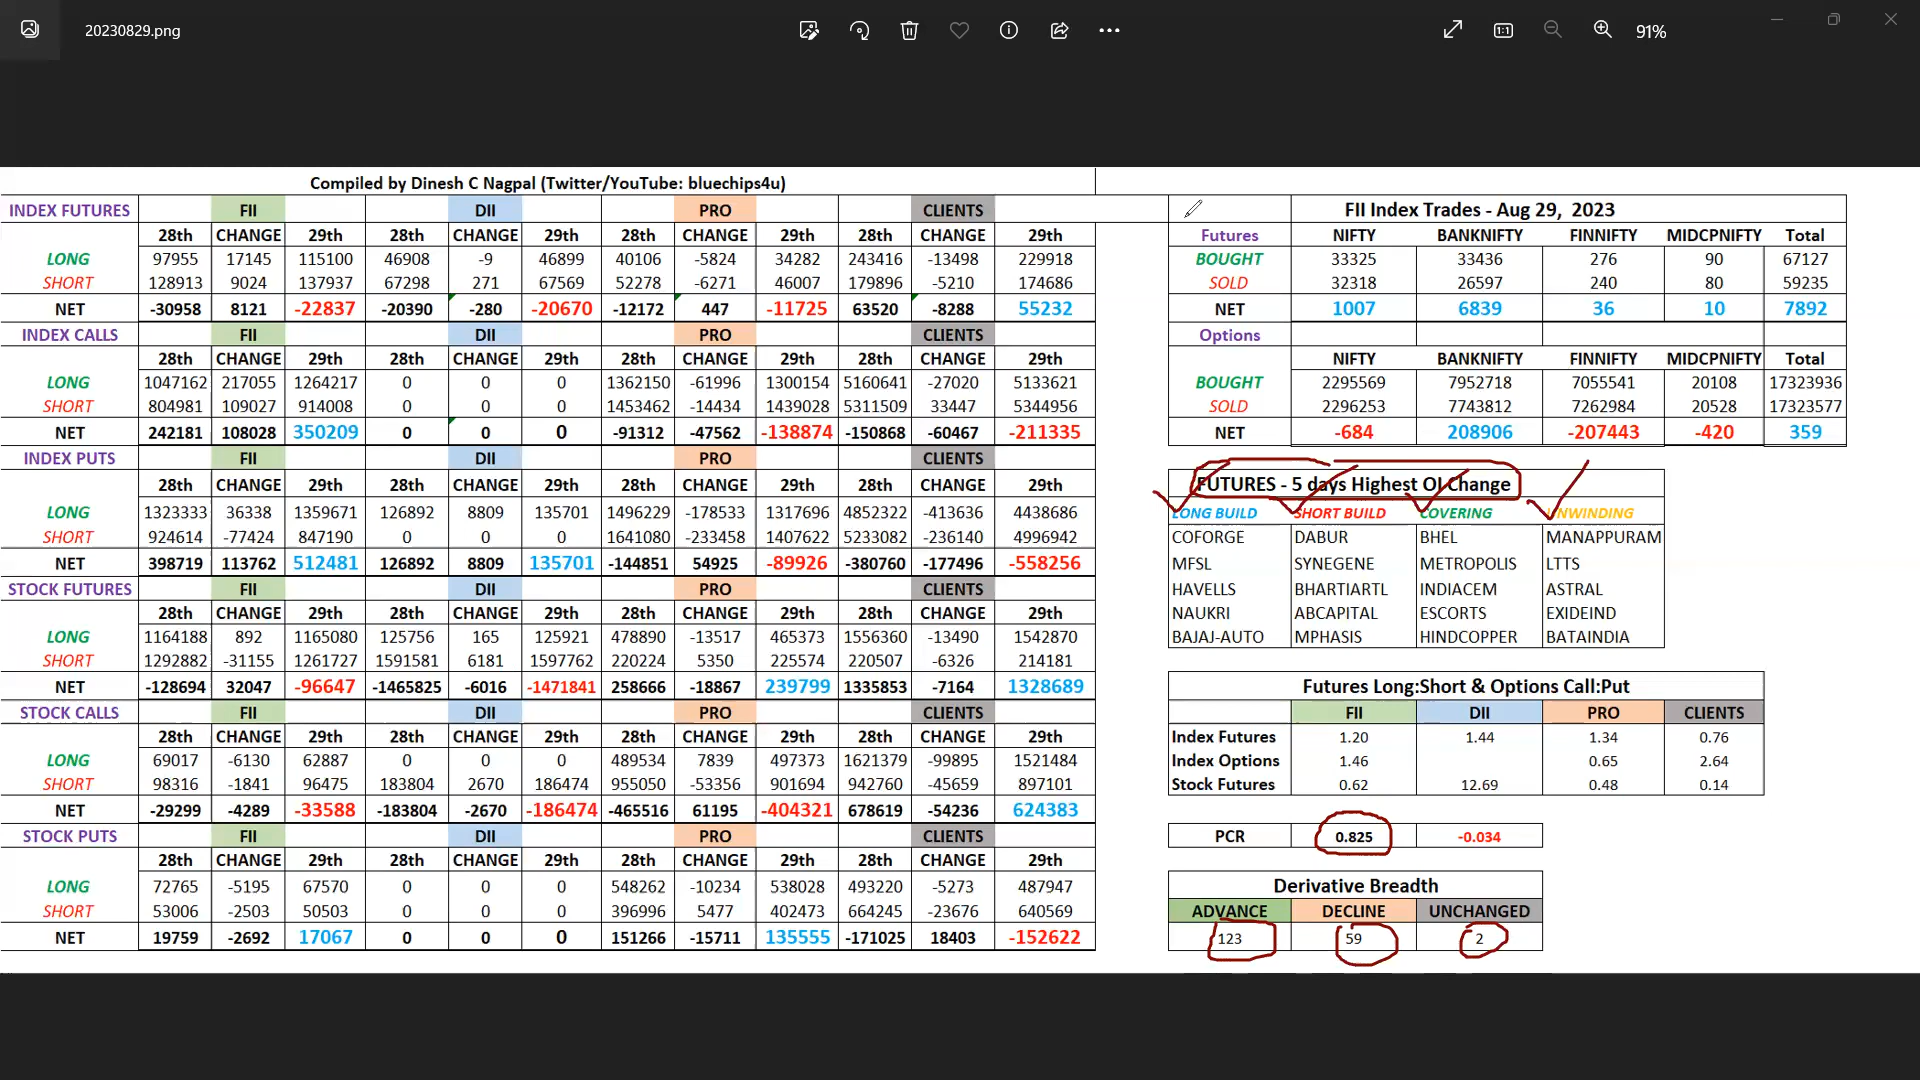 20230829.png
91%
Compiled by Dinesh C Nagpal (Twitter/YouTube: bluechips4u)
INDEX FUTURES FII DII PRO CLIENTS
28th CHANGE 29th 28th CHANGE 29th 28th CHANGE 29th 28th CHANGE 29th
LONG 97955 17145 115100 46908 -9 46899 40106 -5824 34282 243416 -13498 229918
SHORT 128913 9024 137937 67298 271 67569 52278 -6271 46007 179896 -5210 174686
NET -30958 8121 -22837 -20390 -280 -20670 -12172 447 -11725 63520 -8288 55232
INDEX CALLS FII DII PRO CLIENTS
28th CHANGE 29th 28th CHANGE 29th 28th CHANGE 29th 28th CHANGE 29th
LONG 1047162 217055 1264217 0 0 0 1362150 -61996 1300154 5160641 -27020 5133621
SHORT 804981 109027 914008 0 0 0 1453462 -14434 1439028 5311509 33447 5344956
NET 242181 108028 350209 0 0 0 -91312 -47562 -138874 -150868 -60467 -211335
INDEX PUTS FII DII PRO CLIENTS
28th CHANGE 29th 28th CHANGE 29th 28th CHANGE 29th 28th CHANGE 29th
LONG 1323333 36338 1359671 126892 8809 135701 1496229 -178533 1317696 4852322 -413636 4438686
SHORT 924614 -77424 847190 0 0 0 1641080 -233458 1407622 5233082 -236140 4996942
NET 398719 113762 512481 126892 8809 135701 -144851 54925 -89926 -380760 -177496 -558256
STOCK FUTURES FII DII PRO CLIENTS
28th CHANGE 29th 28th CHANGE 29th 28th CHANGE 29th 28th CHANGE 29th
LONG 1164188 892 1165080 125756 165 125921 478890 -13517 465373 1556360 -13490 1542870
SHORT 1292882 -31155 1261727 1591581 6181 1597762 220224 5350 225574 220507 -6326 214181
NET -128694 32047 -96647 -1465825 -6016 -1471841 258666 -18867 239799 1335853 -7164 1328689
STOCK CALLS FII DII PRO CLIENTS
28th CHANGE 29th 28th CHANGE 29th 28th CHANGE 29th 28th CHANGE 29th
LONG 69017 -6130 62887 0 0 0 489534 7839 497373 1621379 -99895 1521484
SHORT 98316 -1841 96475 183804 2670 186474 955050 -53356 901694 942760 -45659 897101
NET -29299 -4289 -33588 -183804 -2670 -186474 -465516 61195 -404321 678619 -54236 624383
STOCK PUTS FII DII PRO CLIENTS
28th CHANGE 29th 28th CHANGE 29th 28th CHANGE 29th 28th CHANGE 29th
LONG 72765 -5195 67570 0 0 0 548262 -10234 538028 493220 -5273 487947
SHORT 53006 -2503 50503 0 0 0 396996 5477 402473 664245 -23676 640569
NET 19759 -2692 17067 0 0 0 151266 -15711 135555 -171025 18403 -152622
FII Index Trades - Aug 29, 2023
Futures NIFTY BANKNIFTY FINNIFTY MIDCPNIFTY Total
BOUGHT 33325 33436 276 90 67127
SOLD 32318 26597 240 80 59235
NET 1007 6839 36 10 7892
Options
NIFTY BANKNIFTY FINNIFTY MIDCPNIFTY Total
BOUGHT 2295569 7952718 7055541 20108 17323936
SOLD 2296253 7743812 7262984 20528 17323577
NET -684 208906 -207443 -420 359
FUTURES - 5 days Highest OI Change
LONG BUILD SHORT BUILD COVERING UNWINDING
COFORGE DABUR BHEL MANAPPURAM
MFSL SYNEGENE METROPOLIS LTTS
HAVELLS BHARTIARTL INDIACEM ASTRAL
NAUKRI ABCAPITAL ESCORTS EXIDEIND
BAJAJ-AUTO MPHASIS HINDCOPPER BATAINDIA
Futures Long:Short & Options Call:Put
FII DII PRO CLIENTS
Index Futures 1.20 1.44 1.34 0.76
Index Options 1.46 0.65 2.64
Stock Futures 0.62 12.69 0.48 0.14
PCR 0.825 -0.034
Derivative Breadth
ADVANCE DECLINE UNCHANGED
123 59 2